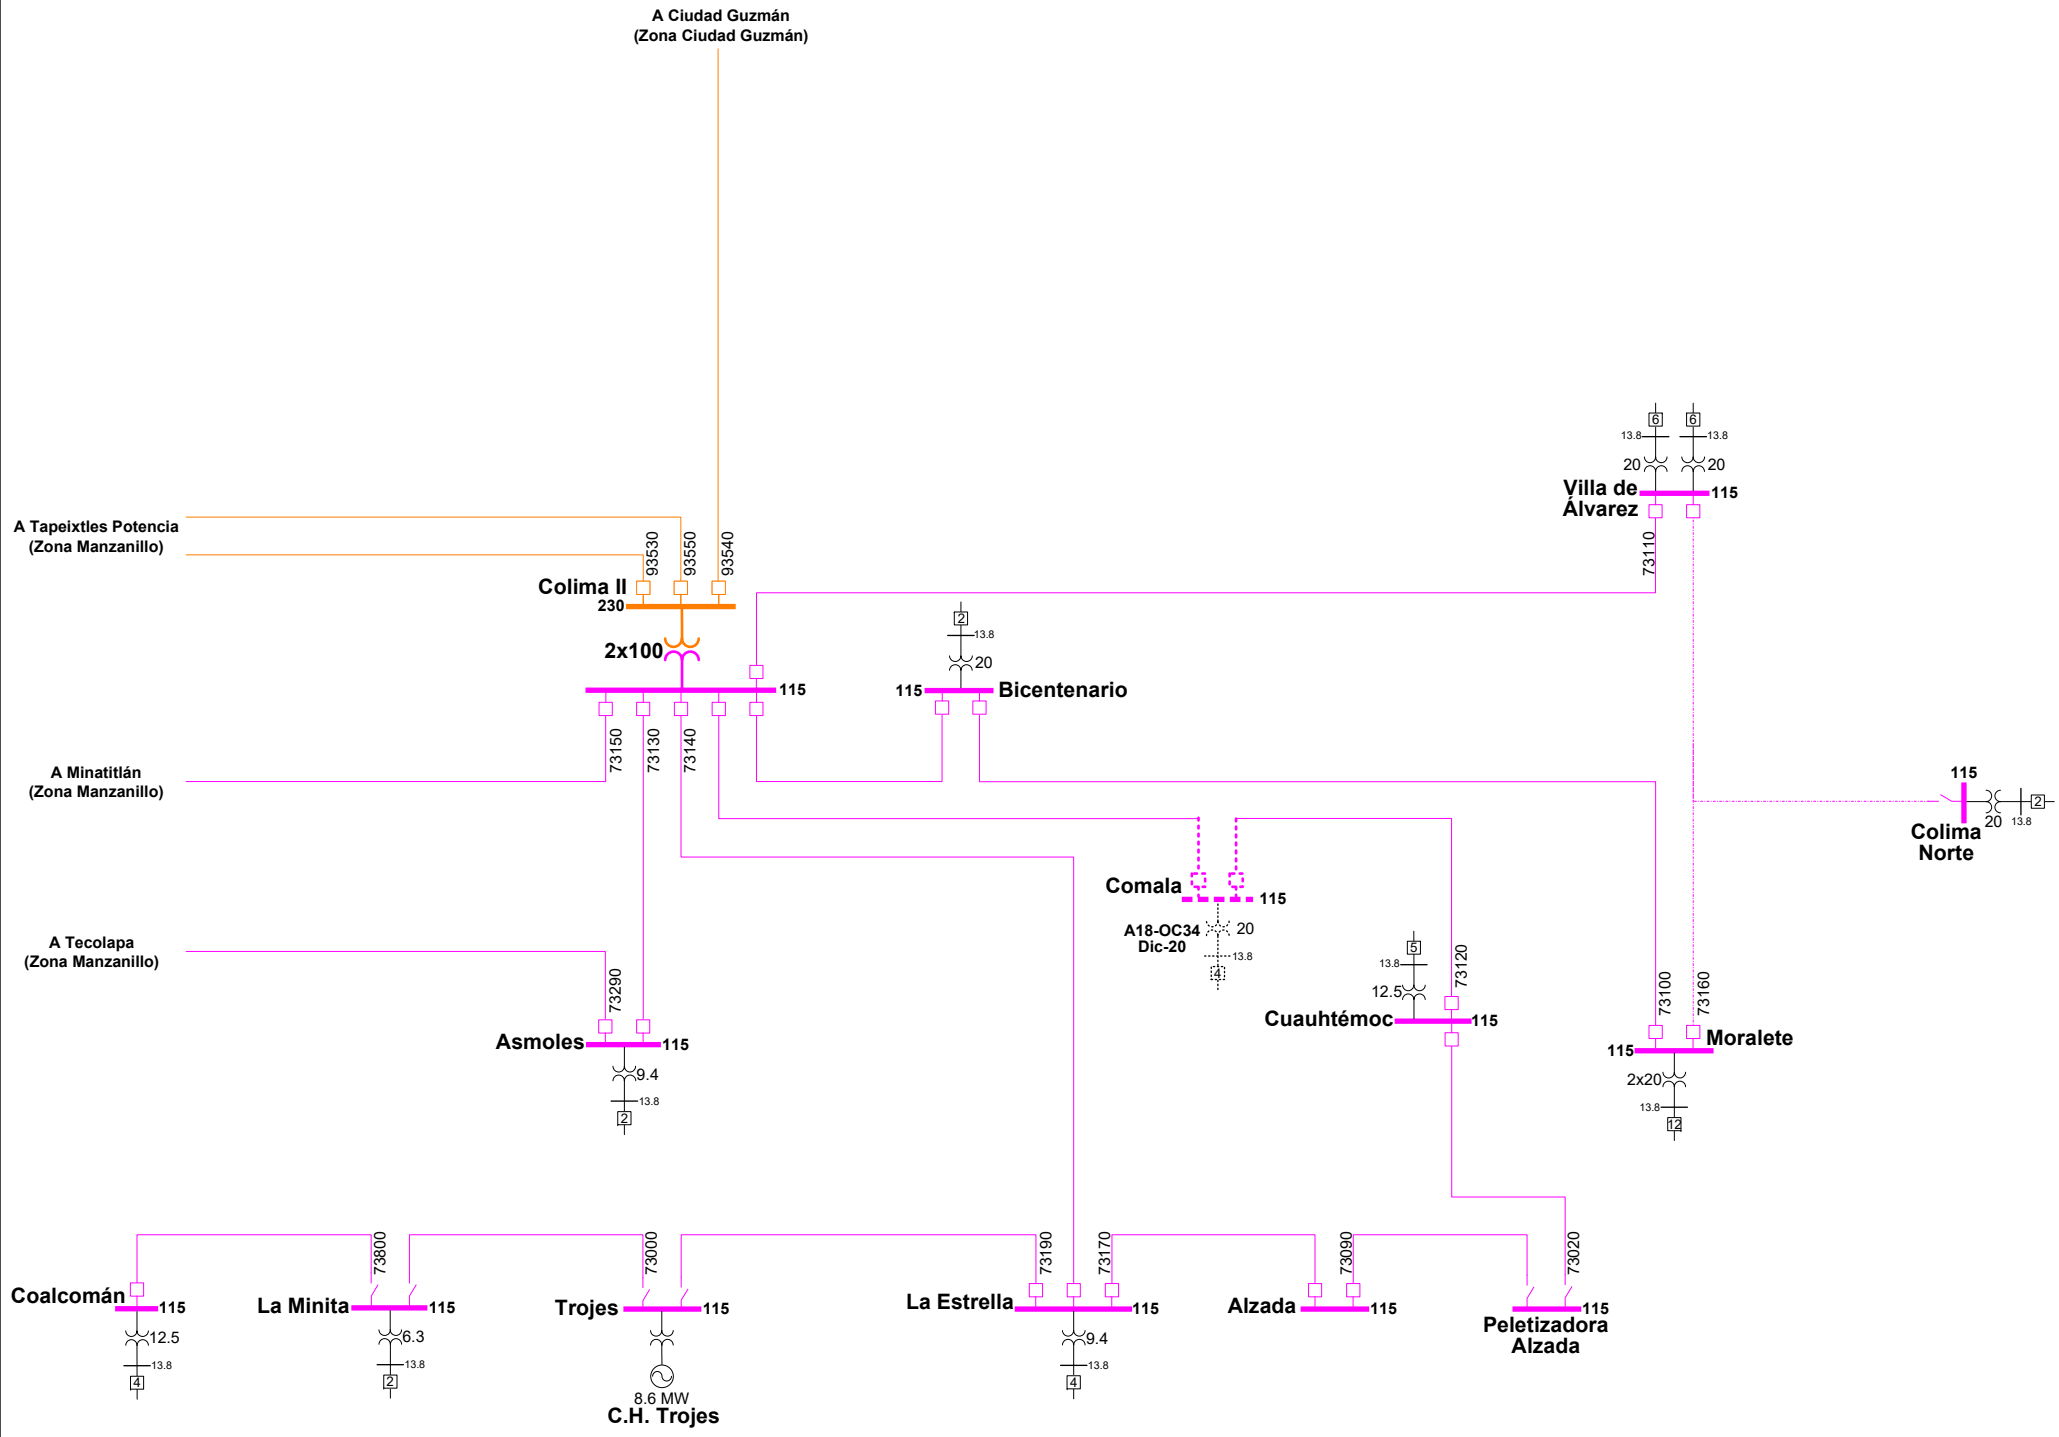 A Ciudad Guzmán
(Zona Ciudad Guzmán)
6
6
13.8
13.8
20
20
Villa de
Álvarez
115
73110
A Tapeixtles Potencia
(Zona Manzanillo)
93530
93550
93540
Colima II
230
2x100
115
2
13.8
20
115
Bicentenario
73150
73130
73140
A Minatitlán
(Zona Manzanillo)
115
2
20
13.8
Colima
Norte
Comala
115
A18-OC34
Dic-20
20
13.8
4
A Tecolapa
(Zona Manzanillo)
73290
5
13.8
12.5
73120
Cuauhtémoc
115
73100
73160
Asmoles
115
9.4
13.8
2
115
Moralete
2x20
13.8
12
73800
73000
73190
73170
73090
73020
Coalcomán
115
12.5
13.8
4
La Minita
115
6.3
13.8
2
Trojes
115
8.6 MW
C.H. Trojes
La Estrella
115
9.4
13.8
4
Alzada
115
115
Peletizadora
Alzada